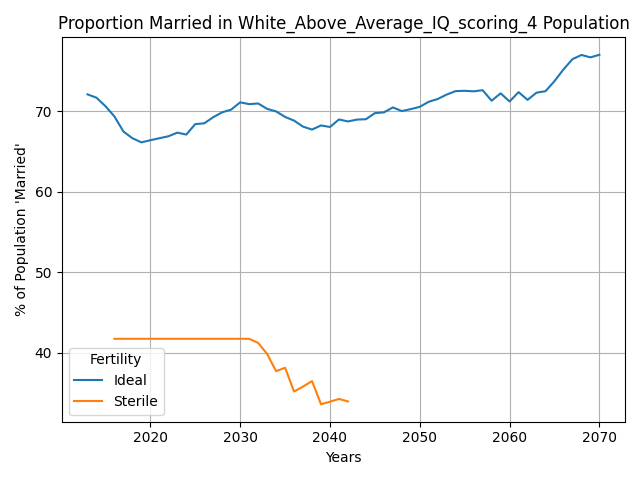 Proportion Married in White_Above_Average_IQ_scoring_4 Population
% of Population 'Married'
70
60
50
40
Fertility
Ideal
Sterile
2020 2030 2040 2050 2060 2070
Years